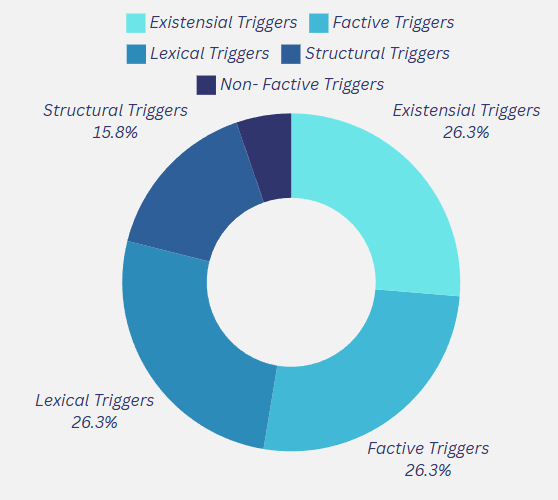 Existensial Triggers Factive Triggers
Lexical Triggers Structural Triggers
Non- Factive Triggers
Structural Triggers
15.8%
Existensial Triggers
26.3%
Lexical Triggers
26.3%
Factive Triggers
26.3%